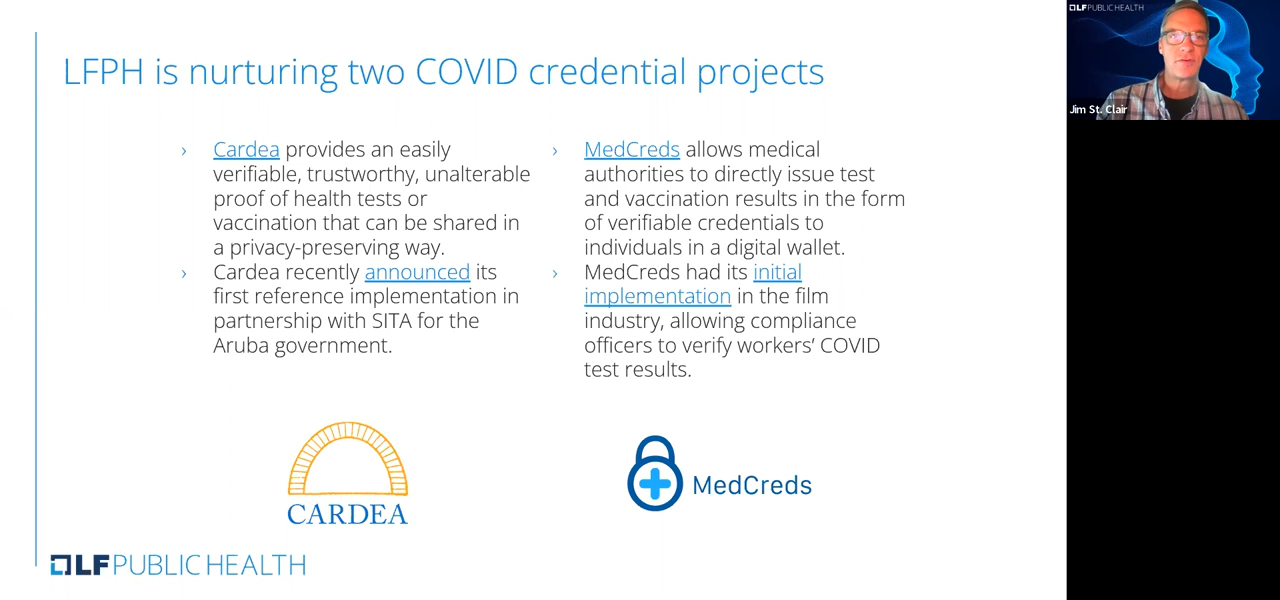 LFPH is nurturing two COVID credential projects
› Cardea provides an easily
verifiable, trustworthy, unalterable
proof of health tests or
vaccination that can be shared in
a privacy-preserving way.
› Cardea recently announced its
first reference implementation in
partnership with SITA for the
Aruba government.
› MedCreds allows medical
authorities to directly issue test
and vaccination results in the form
of verifiable credentials to
individuals in a digital wallet.
› MedCreds had its initial
implementation in the film
industry, allowing compliance
officers to verify workers’ COVID
test results.
CARDEA
MedCreds
LF PUBLIC HEALTH
LF PUBLIC HEALTH
Jim St. Clair